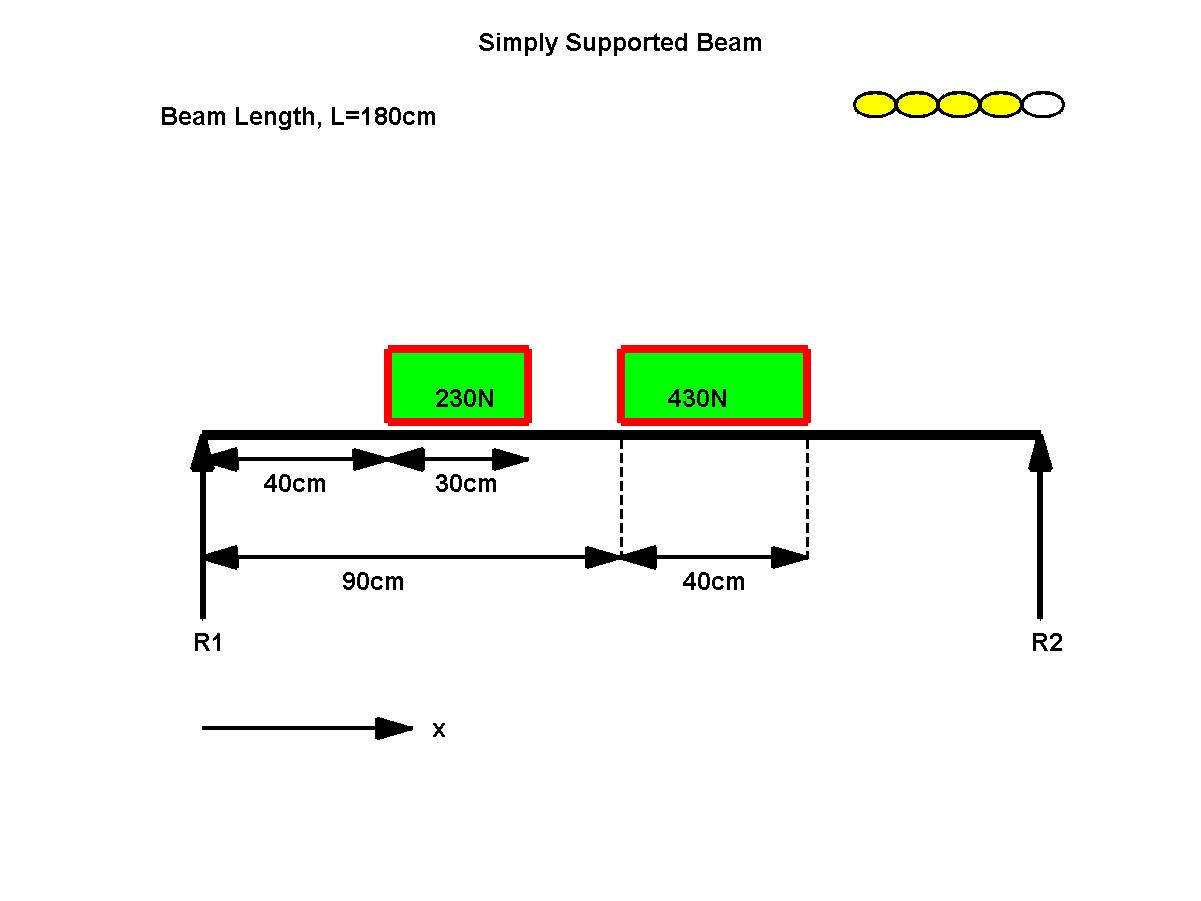 Simply Supported Beam
Beam Length, L=180cm
230N
430N
40cm
30cm
90cm
40cm
R1
R2
x